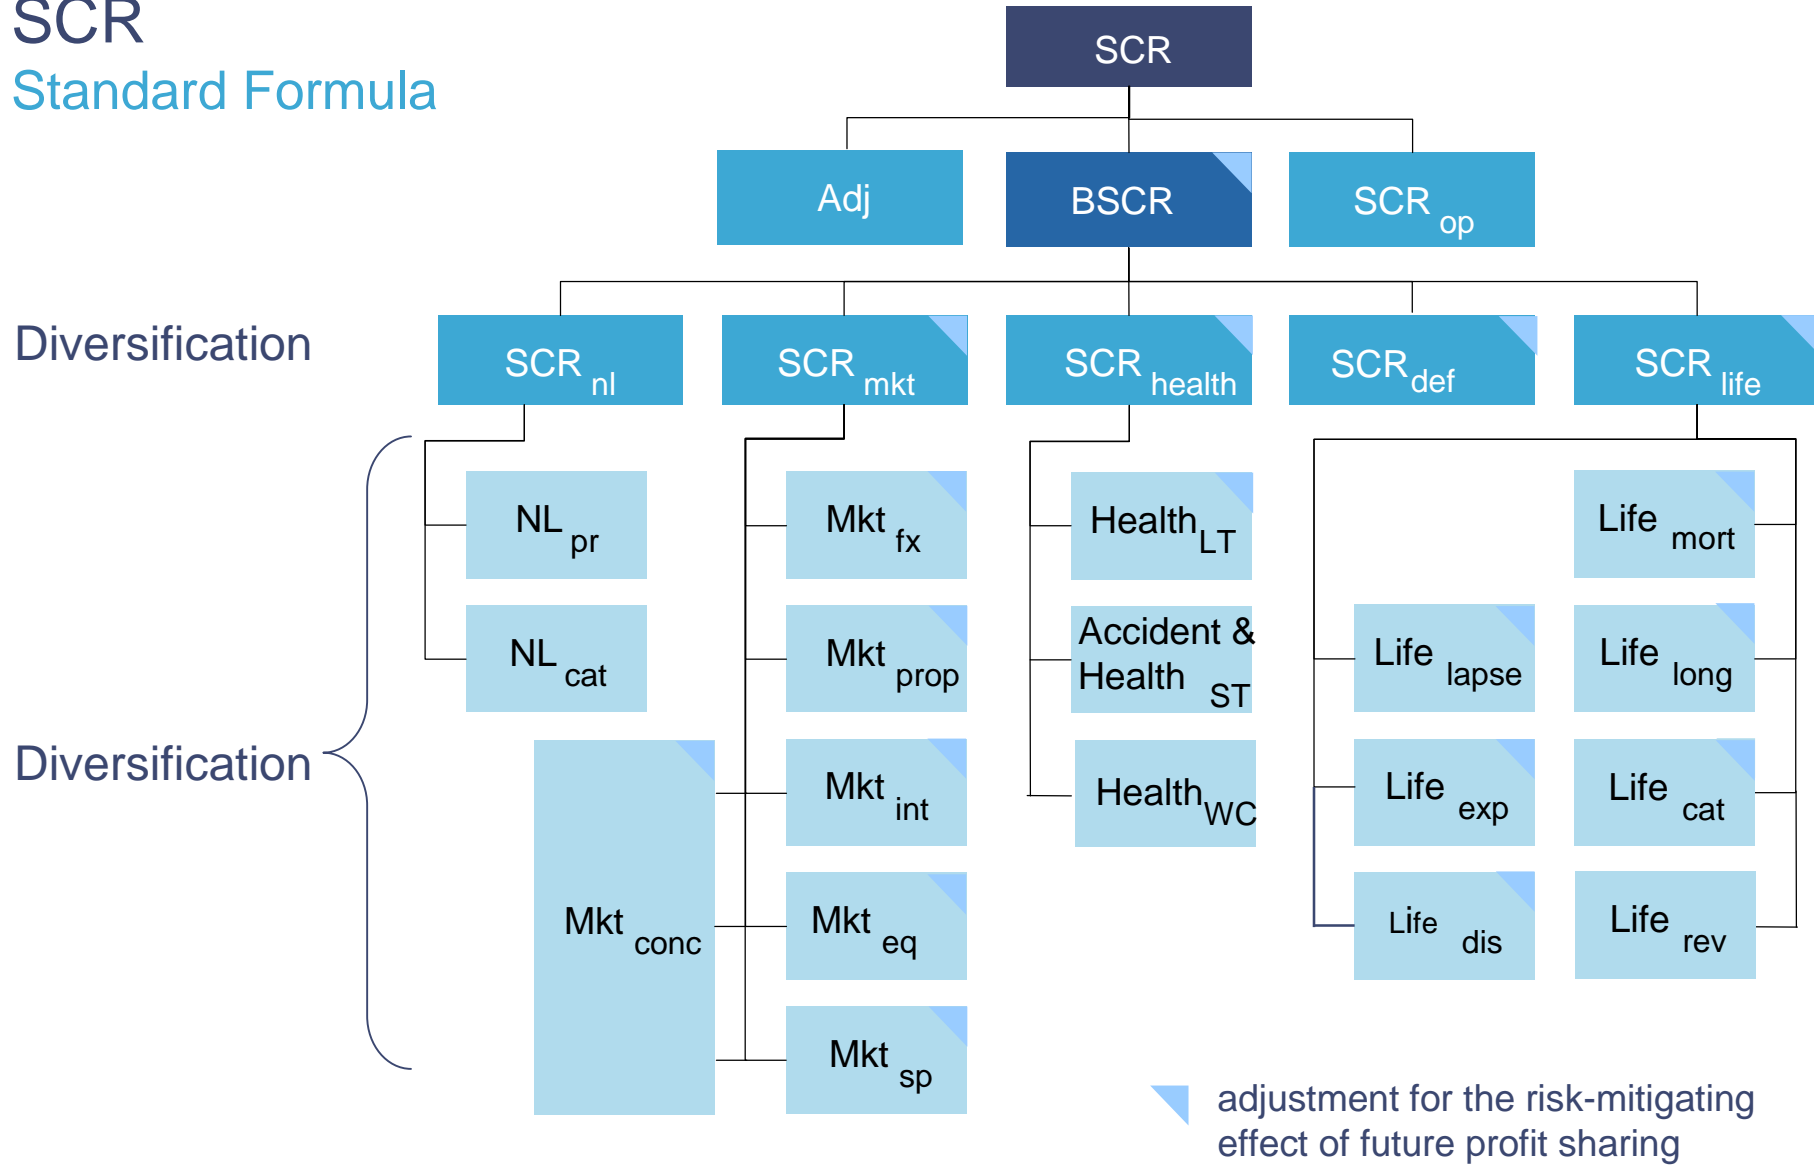 SCR
Standard Formula
SCR
Adj
BSCR
SCR op
Diversification
SCR nl
SCR mkt
SCR health
SCR def
SCR life
NL pr
Mkt fx
Health LT
Life mort
NL cat
Mkt prop
Accident &
Health ST
Life lapse
Life long
Diversification
Mkt int
Health WC
Life exp
Life cat
Mkt conc
Mkt eq
Life dis
Life rev
Mkt sp
adjustment for the risk-mitigating
effect of future profit sharing